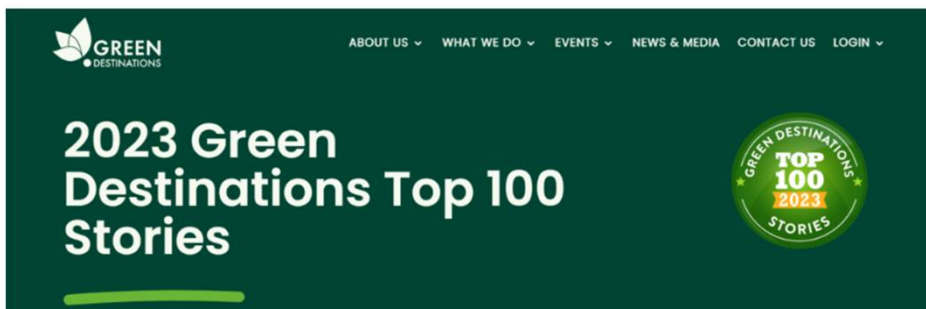 GREEN
DESTINATIONS
ABOUT US
WHAT WE DO
EVENTS
NEWS & MEDIA
CONTACT US
LOGIN
2023 Green
Destinations Top 100
Stories
GREEN DESTINATIONS
TOP
100
2023
STORIES